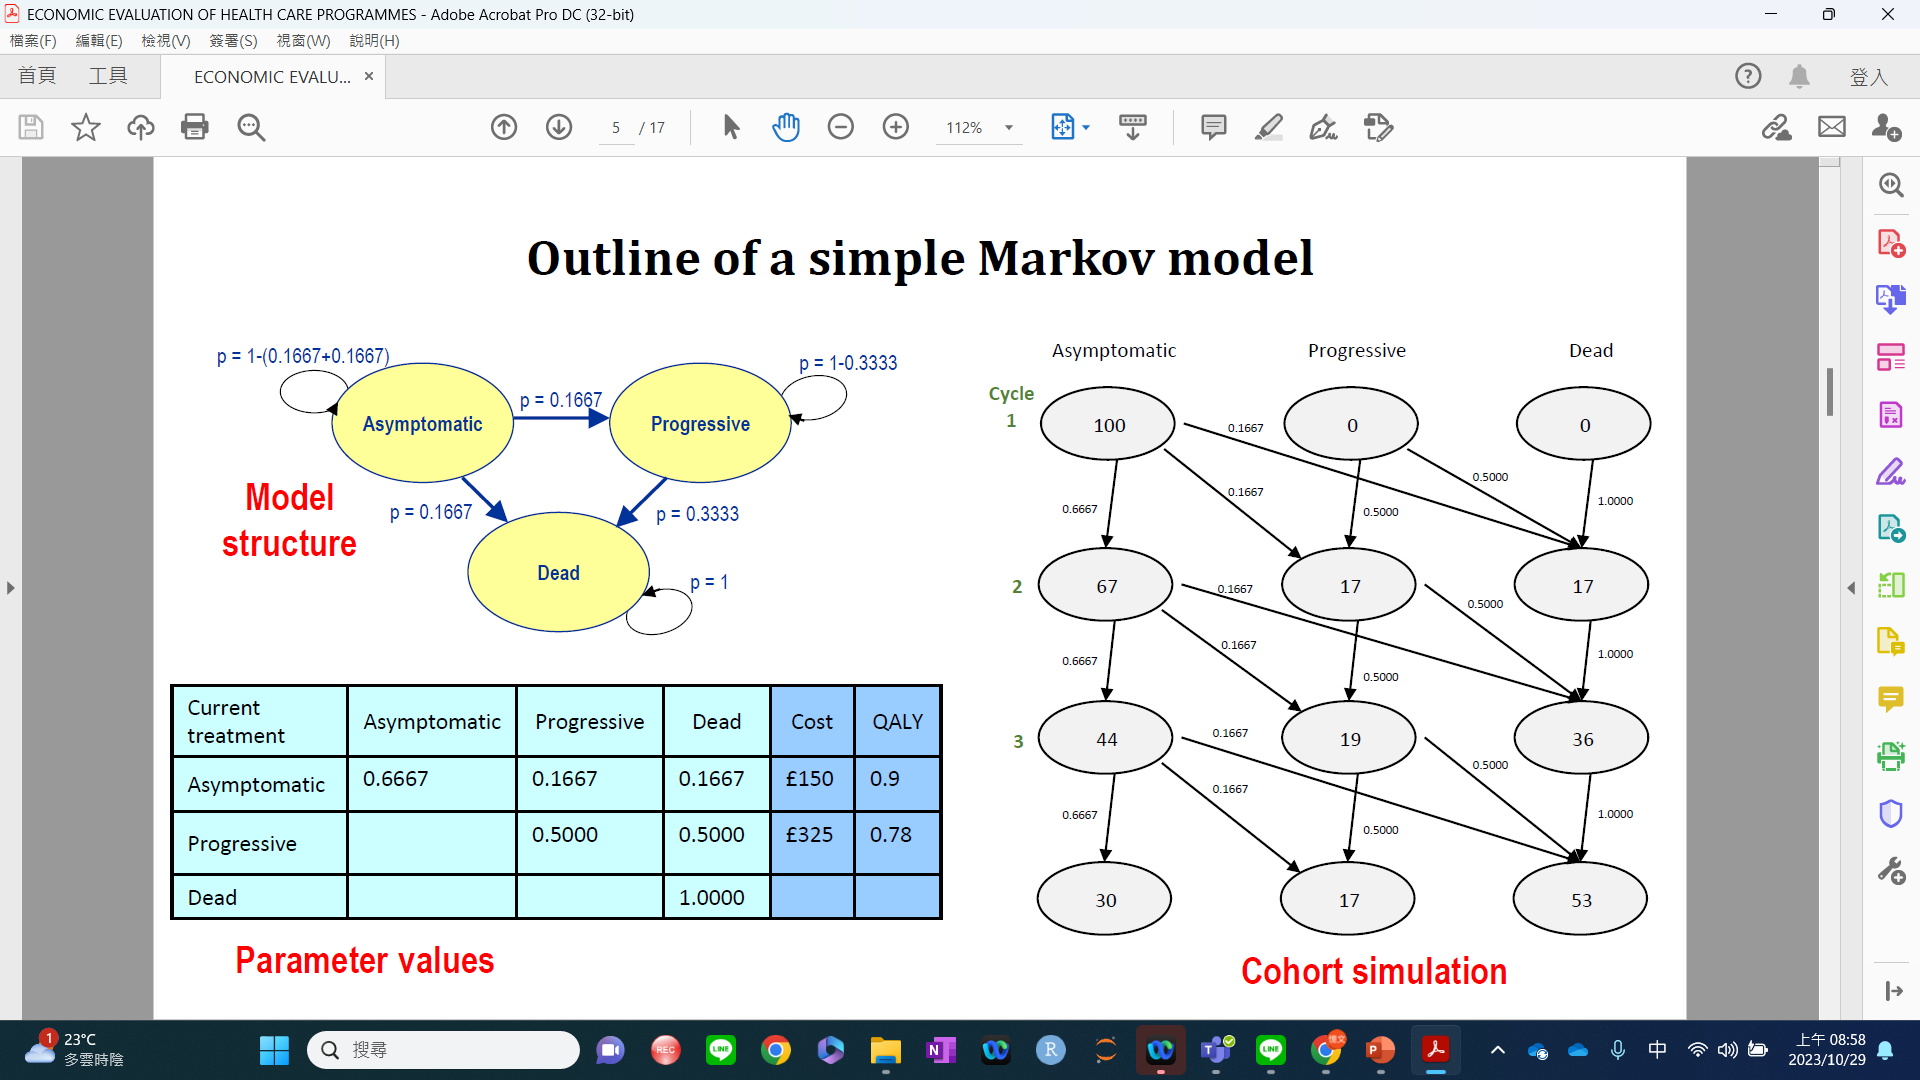 ECONOMIC EVALUATION OF HEALTH CARE PROGRAMMES - Adobe Acrobat Pro DC (32-bit)
檔案(F) 編輯(E) 檢視(V) 簽署(S) 視窗(W) 說明(H)
首頁 工具 ECONOMIC EVALU... × 登入
5 / 17 112%
Outline of a simple Markov model
p = 1-(0.1667+0.1667)
p = 1-0.3333
p = 0.1667
Asymptomatic
Progressive
Model
structure
p = 0.1667
p = 0.3333
Dead
p = 1
Current
treatment
Asymptomatic Progressive Dead Cost QALY
Asymptomatic 0.6667 0.1667 0.1667 £150 0.9
Progressive 0.5000 0.5000 £325 0.78
Dead 1.0000
Parameter values
Asymptomatic Progressive Dead
Cycle
1 100 0 0
0.1667
0.5000
0.1667
1.0000
0.6667
0.5000
2 67 17 17
0.1667
0.5000
0.1667
1.0000
0.6667
0.5000
3 44 19 36
0.1667
0.5000
0.1667
1.0000
0.6667
0.5000
30 17 53
Cohort simulation
1
23°C
多雲時陰
搜尋
REC
LINE
N
R
LINE
中
上午 08:58
2023/10/29